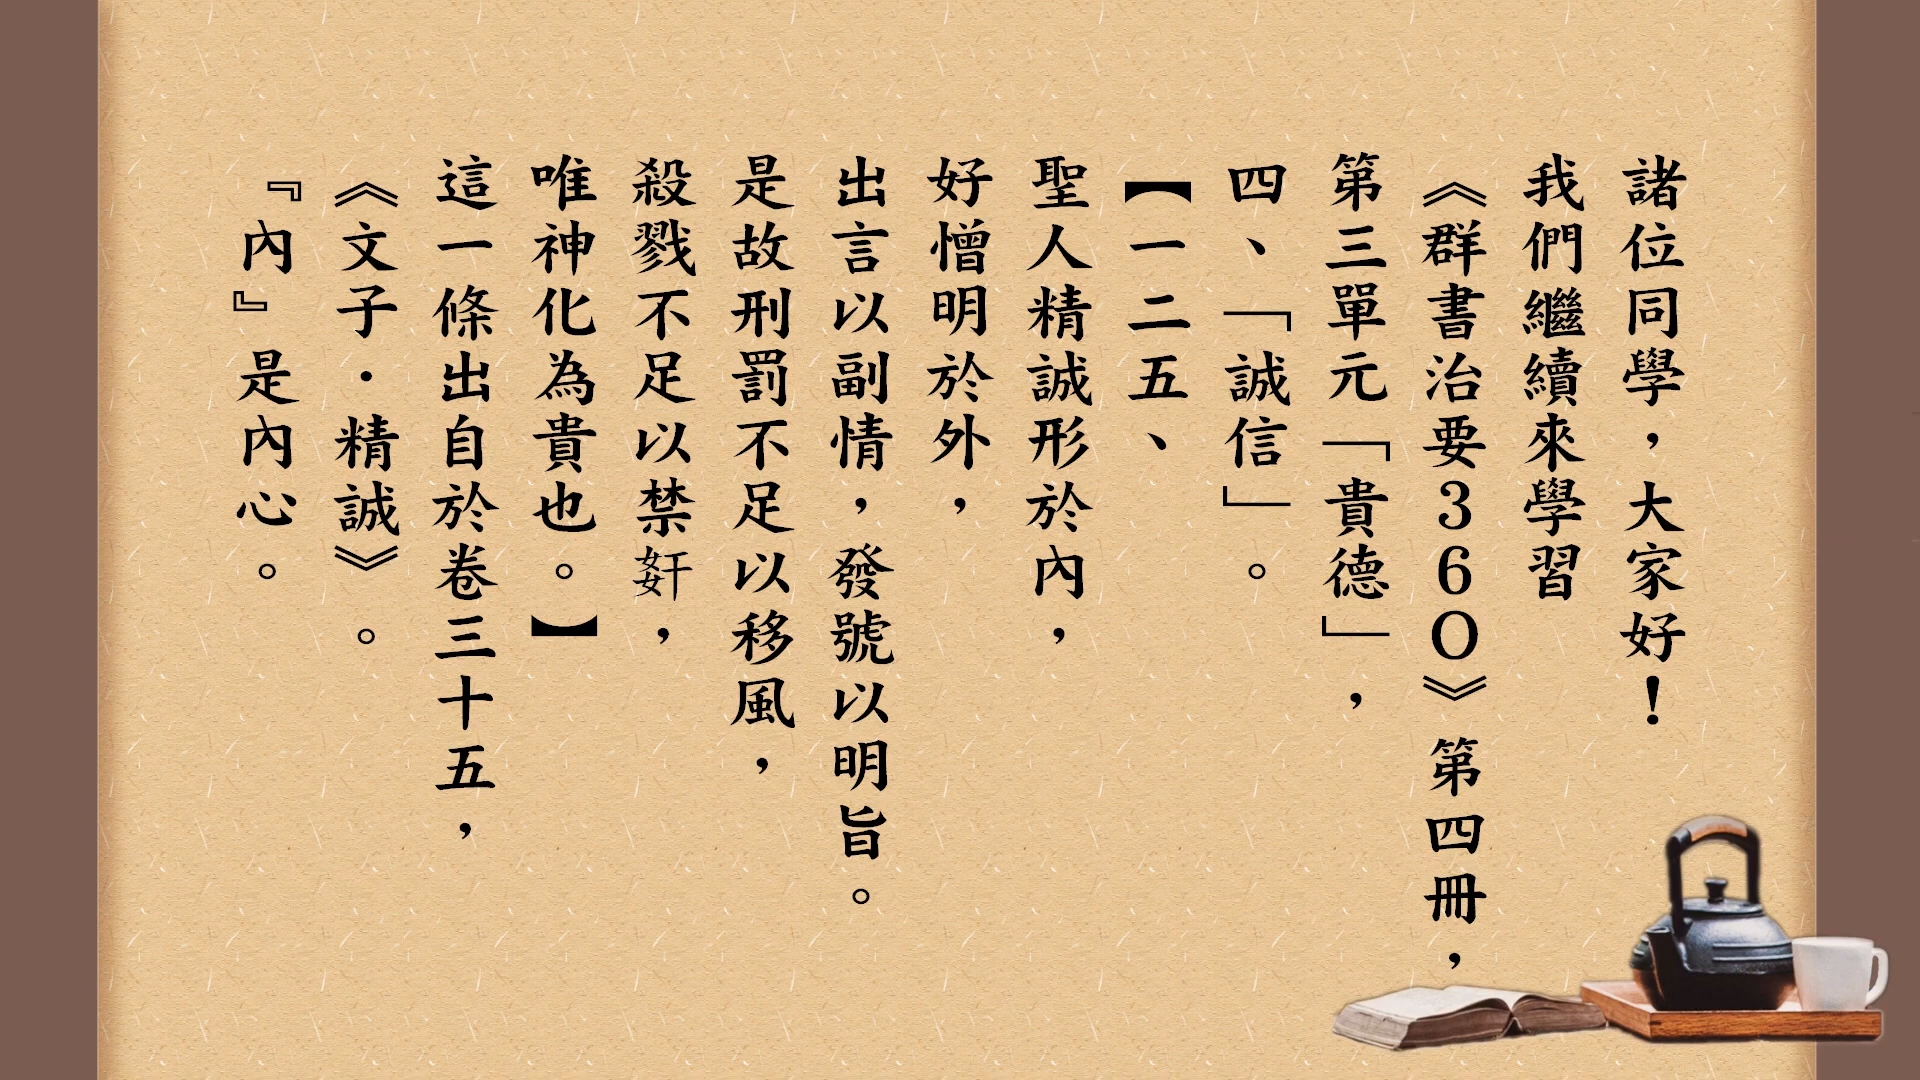 諸位同學，大家好！
我們繼續來學習
《群書治要360》第四冊，
第三單元「貴德」，
四、「誠信」。
【一二五、
聖人精誠形於內，
好憎明於外，
出言以副情，發號以明旨。
是故刑罰不足以移風，
殺戮不足以禁姧，
唯神化為貴也。】
這一條出自於卷三十五，
《文子．精誠》。
『內』是內心。